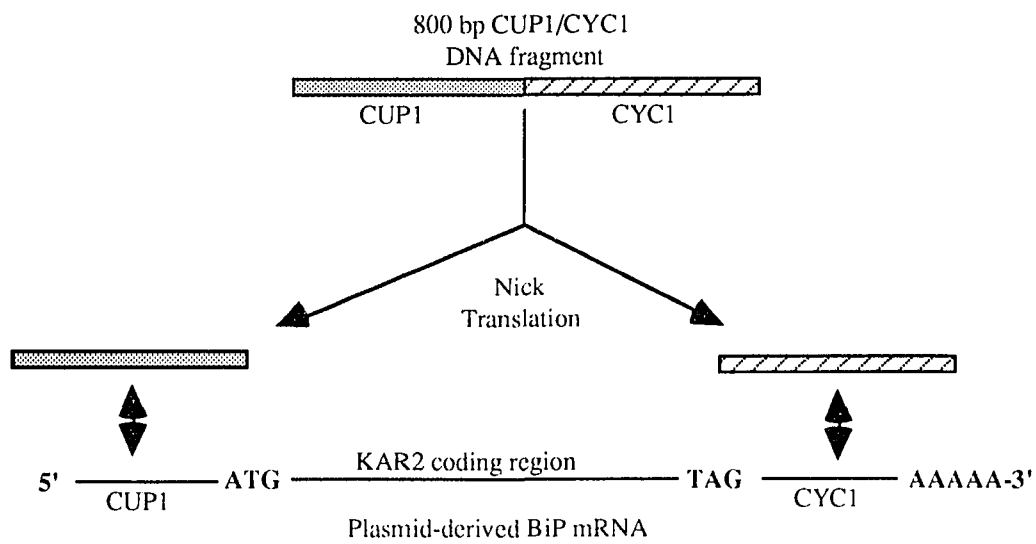 800 bp CUP1/CYC1
DNA fragment
CUP1
CYC1
Nick
Translation
5'
CUP1
ATG
KAR2 coding region
TAG
CYC1
AAAAA-3'
Plasmid-derived BiP mRNA